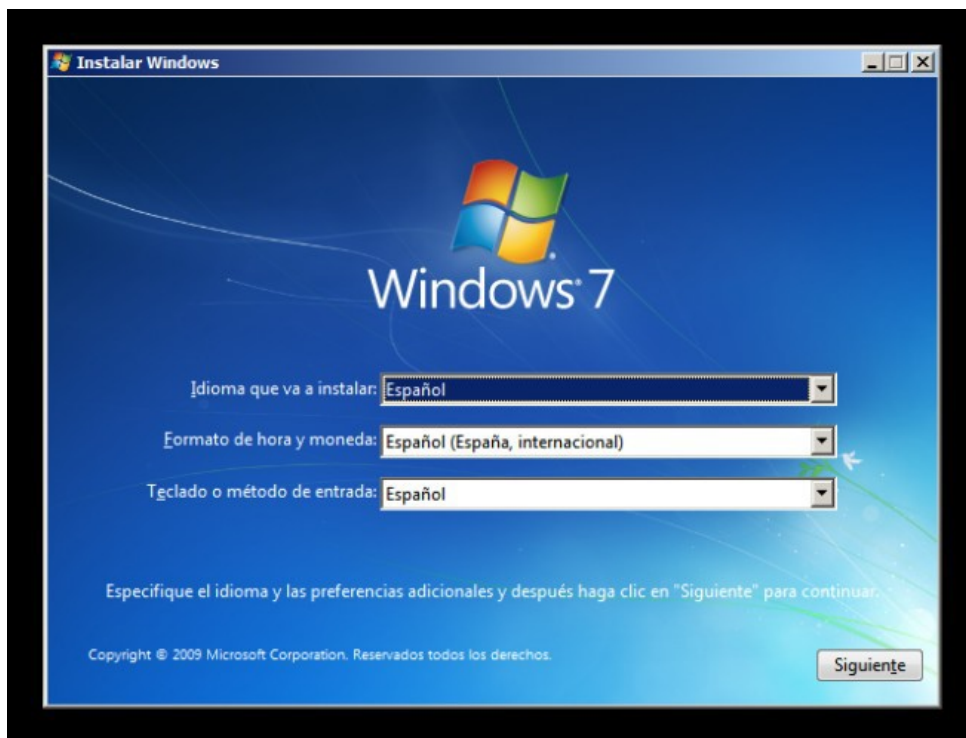 Instalar Windows
Windows® 7
Idioma que va a instalar: Español
Formato de hora y moneda: Español (España, internacional)
Teclado o método de entrada: Español
Especifique el idioma y las preferencias adicionales y después haga clic en "Siguiente" para continuar.
Copyright © 2009 Microsoft Corporation. Reservados todos los derechos.
Siguiente